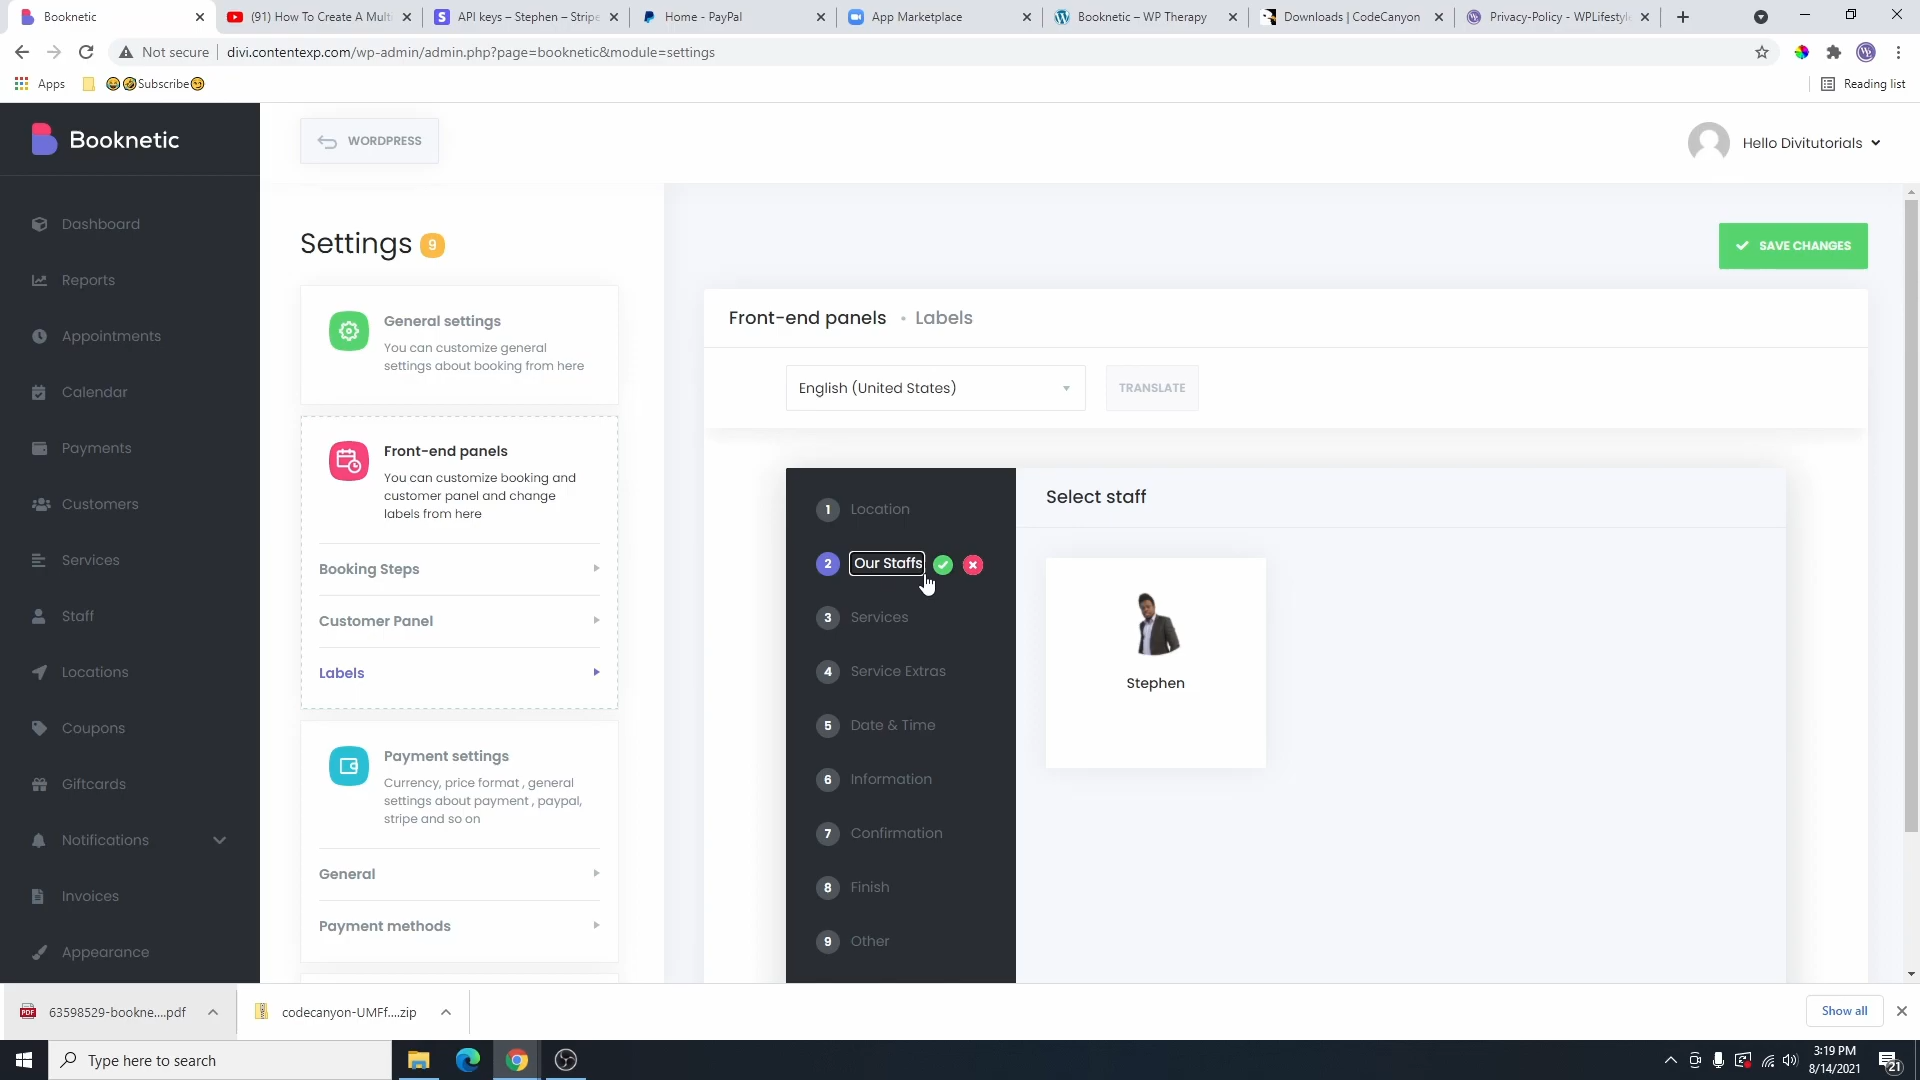 Booknetic
(91) How To Create A Multi
API keys – Stephen – Stripe
Home - PayPal
App Marketplace
Booknetic – WP Therapy
Downloads | CodeCanyon
Privacy-Policy - WPLifestyle
Not secure
divi.contentexp.com/wp-admin/admin.php?page=booknetic&module=settings
Apps
😂🤣Subscribe😊
Reading list
Booknetic
WORDPRESS
Hello Divitutorials
Dashboard
Reports
Appointments
Calendar
Payments
Customers
Services
Staff
Locations
Coupons
Giftcards
Notifications
Invoices
Appearance
Settings 9
General settings
You can customize general
settings about booking from here
Front-end panels
You can customize booking and
customer panel and change
labels from here
Booking Steps
Customer Panel
Labels
Payment settings
Currency, price format , general
settings about payment , paypal,
stripe and so on
General
Payment methods
SAVE CHANGES
Front-end panels • Labels
English (United States)
TRANSLATE
1 Location
2 Our Staffs
3 Services
4 Service Extras
5 Date & Time
6 Information
7 Confirmation
8 Finish
9 Other
Select staff
Stephen
63598529-bookne....pdf
codecanyon-UMFf....zip
Show all
Type here to search
3:19 PM
8/14/2021
21